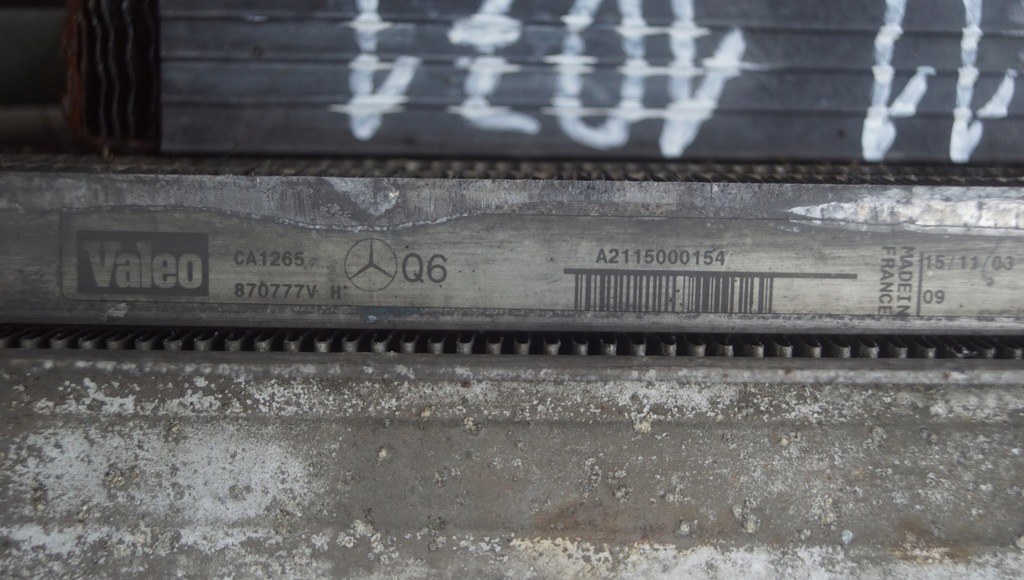 Valeo
CA1265
870777V H
Q6
A2115000154
MADE IN
FRANCE
15/11/03
09